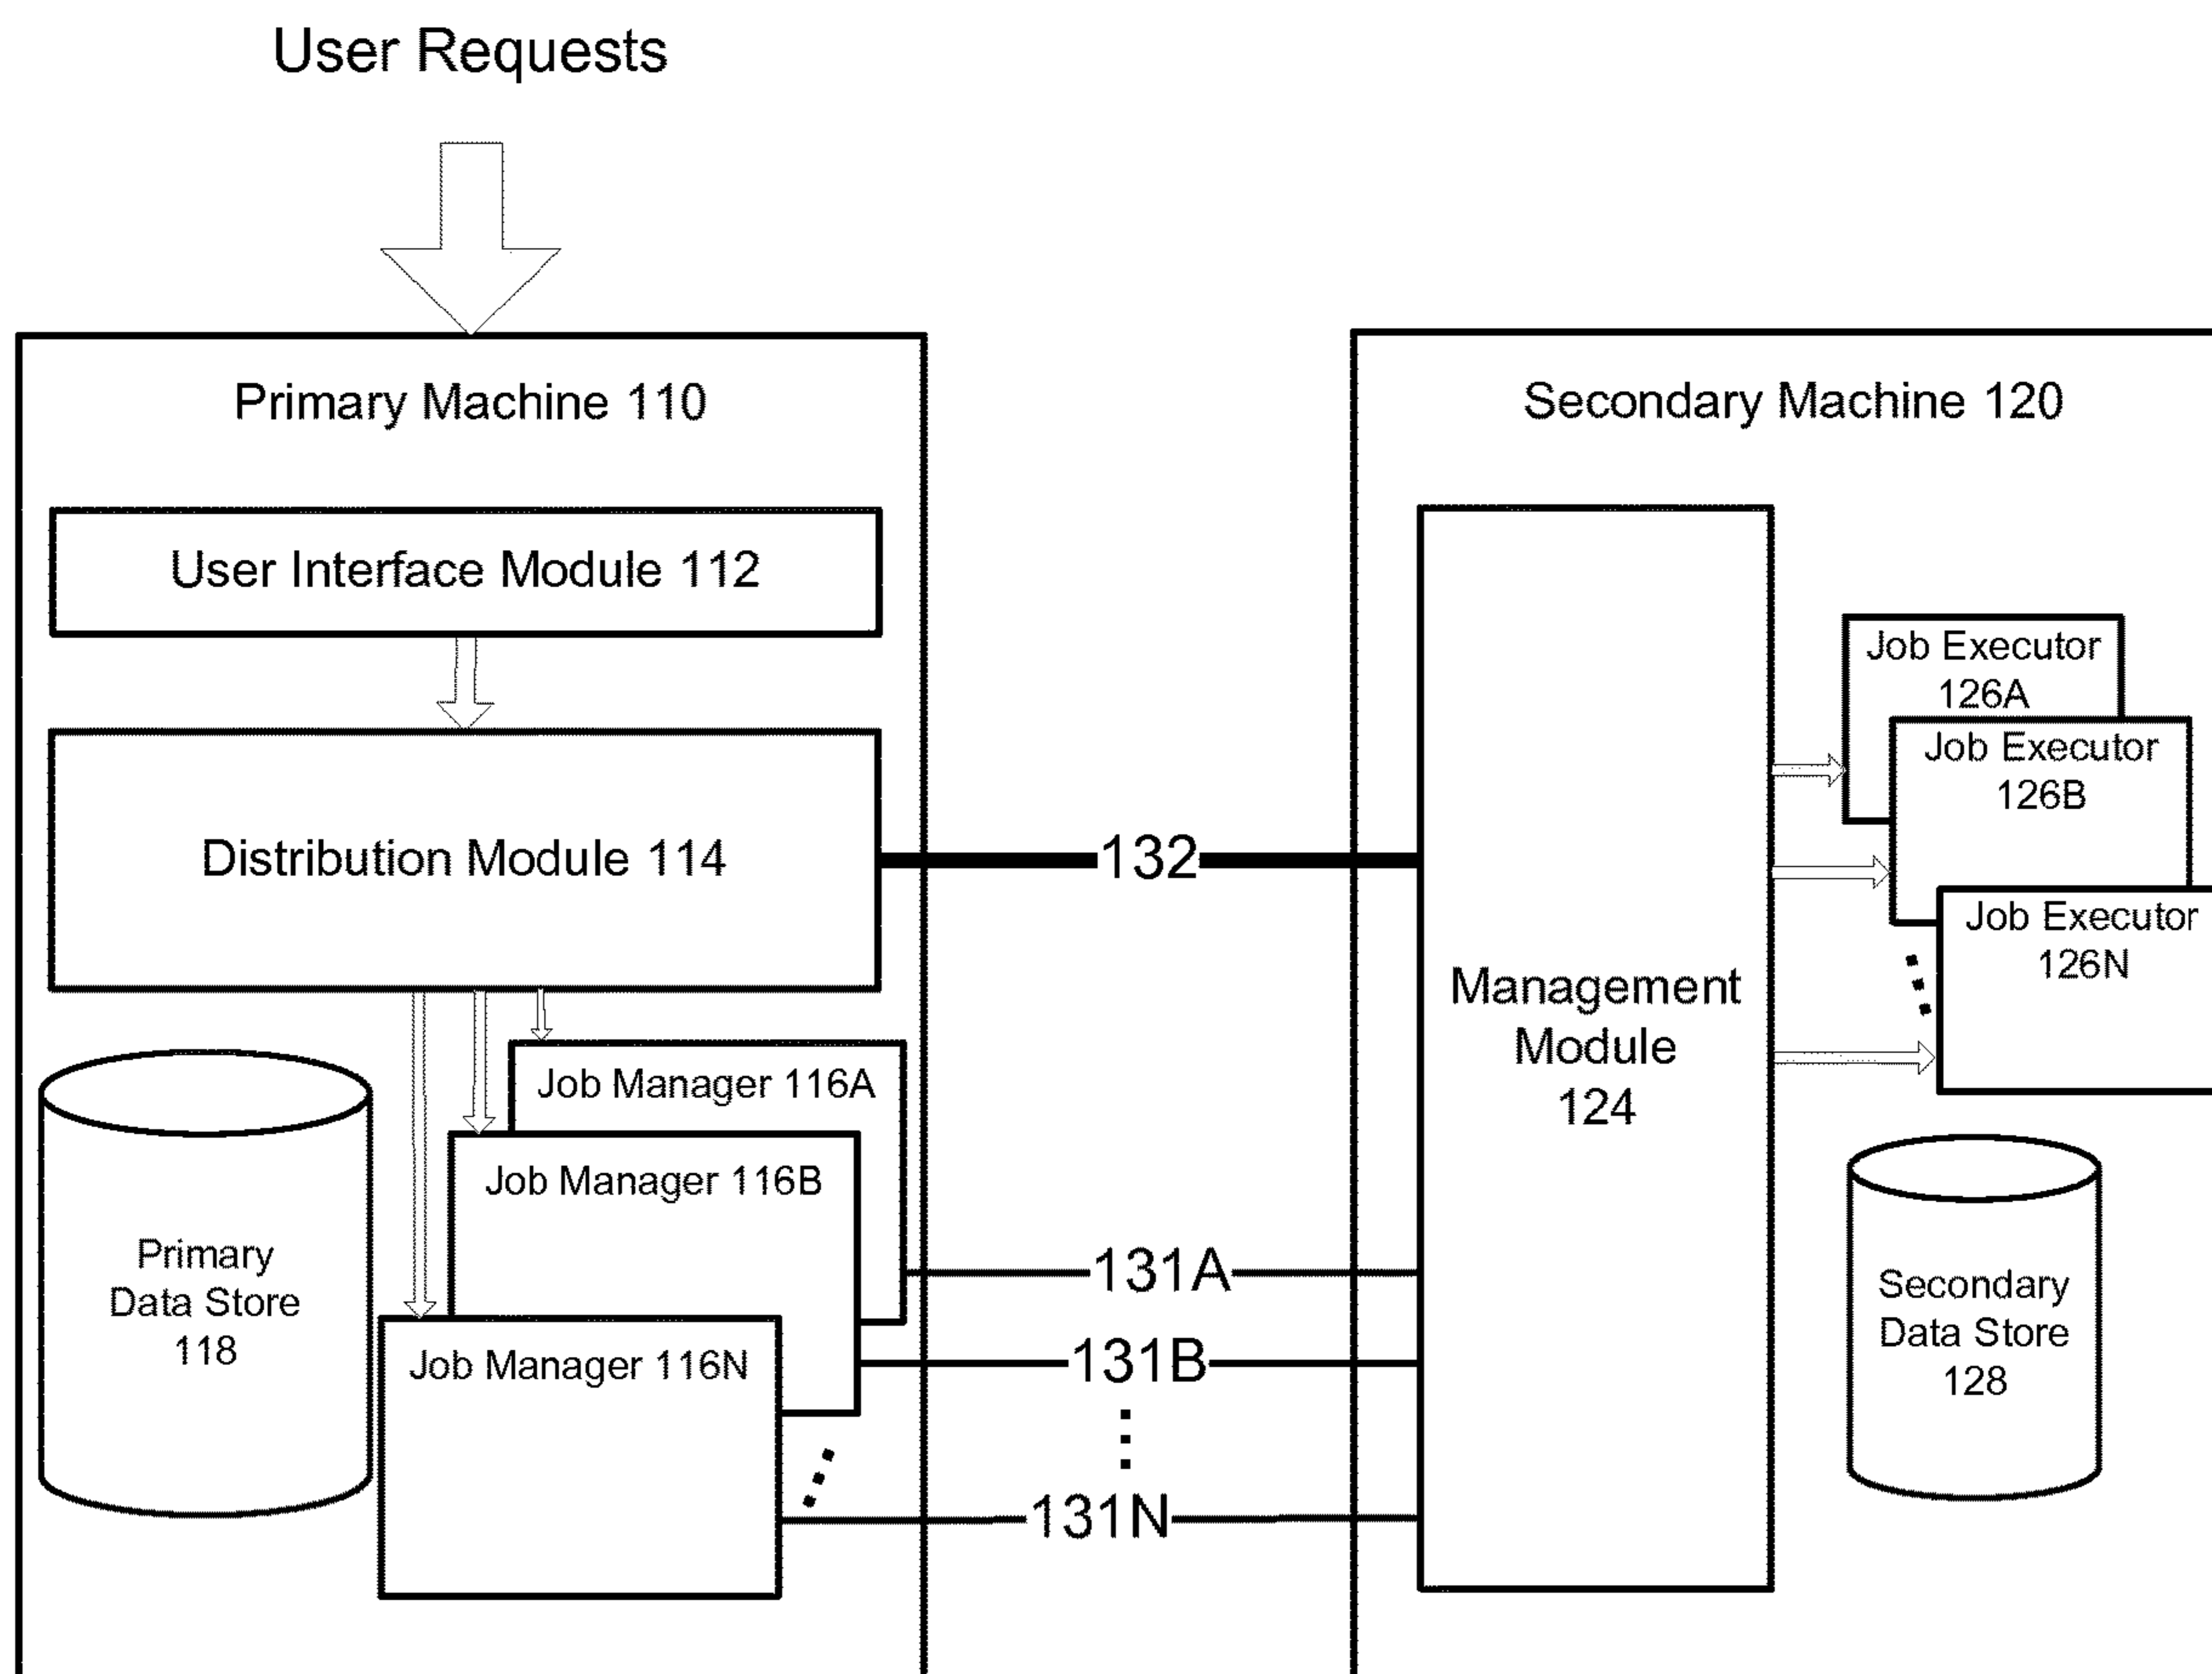 User Requests
Primary Machine 110
User Interface Module 112
Distribution Module 114
Job Manager 116A
Job Manager 116B
Job Manager 116N
Primary
Data Store
118
132
131A
131B
131N
Secondary Machine 120
Management
Module
124
Job Executor
126A
Job Executor
126B
Job Executor
126N
Secondary
Data Store
128